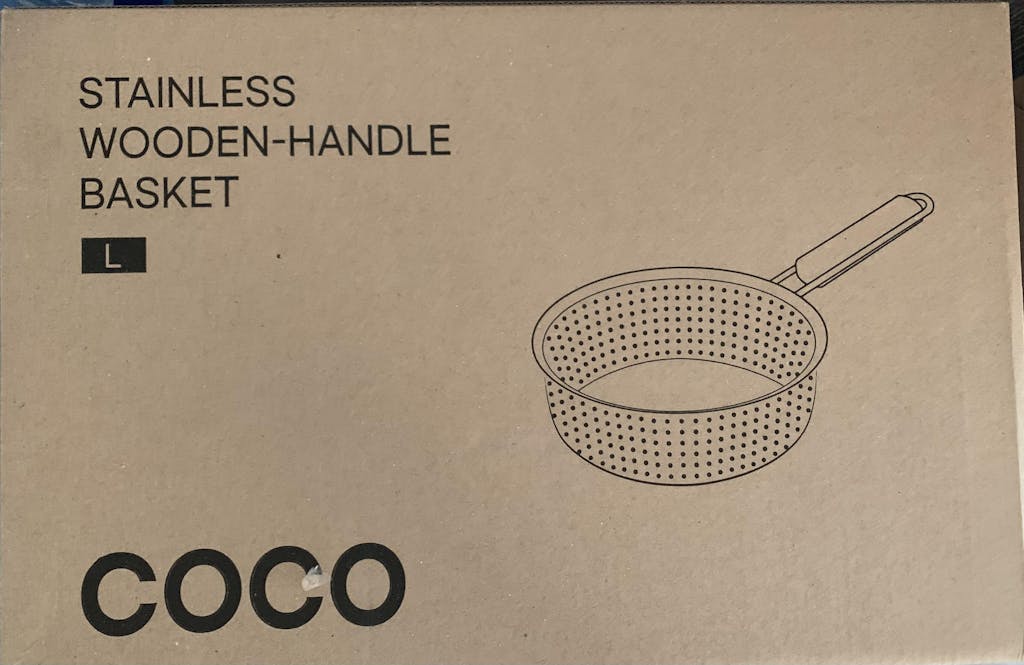 STAINLESS
WOODEN-HANDLE
BASKET
L
COCO